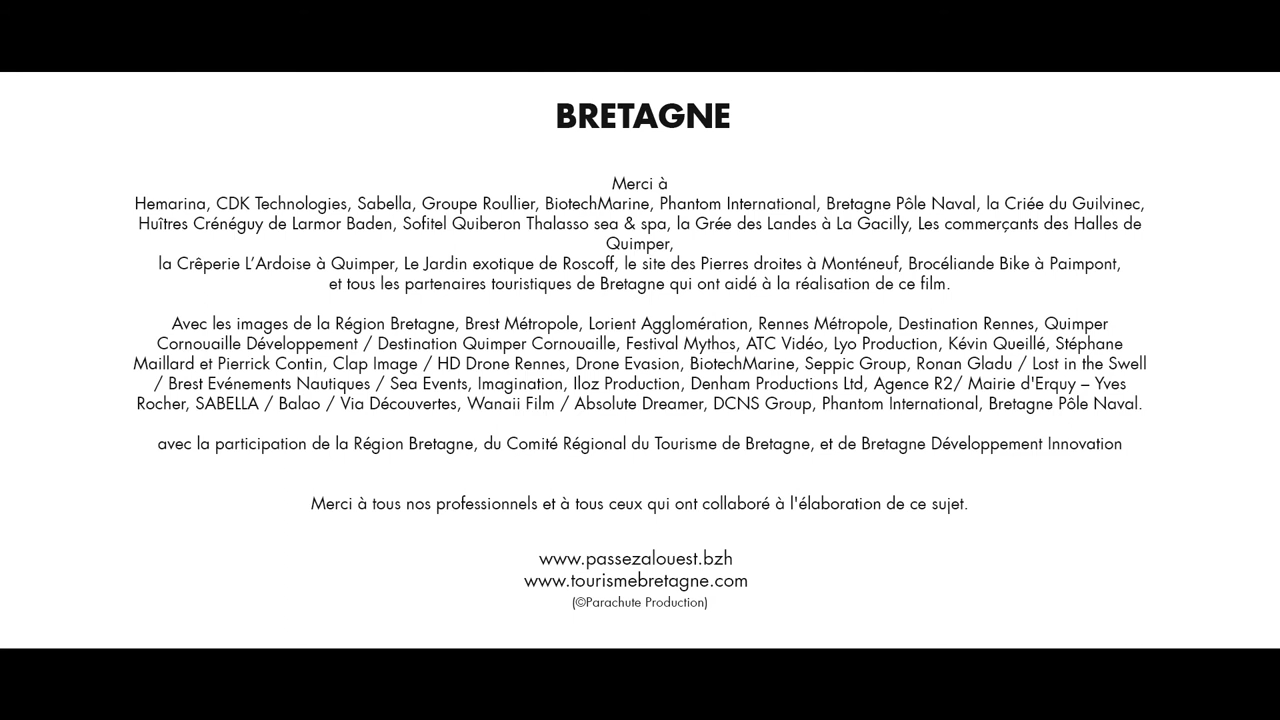 BRETAGNE
Merci à
Hemarina, CDK Technologies, Sabella, Groupe Roullier, BiotechMarine, Phantom International, Bretagne Pôle Naval, la Criée du Guilvinec,
Huîtres Crénéguy de Larmor Baden, Sofitel Quiberon Thalasso sea & spa, la Grée des Landes à La Gacilly, Les commerçants des Halles de
Quimper,
la Crêperie L’Ardoise à Quimper, Le Jardin exotique de Roscoff, le site des Pierres droites à Monténeuf, Brocéliande Bike à Paimpont,
et tous les partenaires touristiques de Bretagne qui ont aidé à la réalisation de ce film.
Avec les images de la Région Bretagne, Brest Métropole, Lorient Agglomération, Rennes Métropole, Destination Rennes, Quimper
Cornouaille Développement / Destination Quimper Cornouaille, Festival Mythos, ATC Vidéo, Lyo Production, Kévin Queillé, Stéphane
Maillard et Pierrick Contin, Clap Image / HD Drone Rennes, Drone Evasion, BiotechMarine, Seppic Group, Ronan Gladu / Lost in the Swell
/ Brest Evénements Nautiques / Sea Events, Imagination, Iloz Production, Denham Productions Ltd, Agence R2/ Mairie d'Erquy – Yves
Rocher, SABELLA / Balao / Via Découvertes, Wanaii Film / Absolute Dreamer, DCNS Group, Phantom International, Bretagne Pôle Naval.
avec la participation de la Région Bretagne, du Comité Régional du Tourisme de Bretagne, et de Bretagne Développement Innovation
Merci à tous nos professionnels et à tous ceux qui ont collaboré à l'élaboration de ce sujet.
www.passezalouest.bzh
www.tourismebretagne.com
(©Parachute Production)